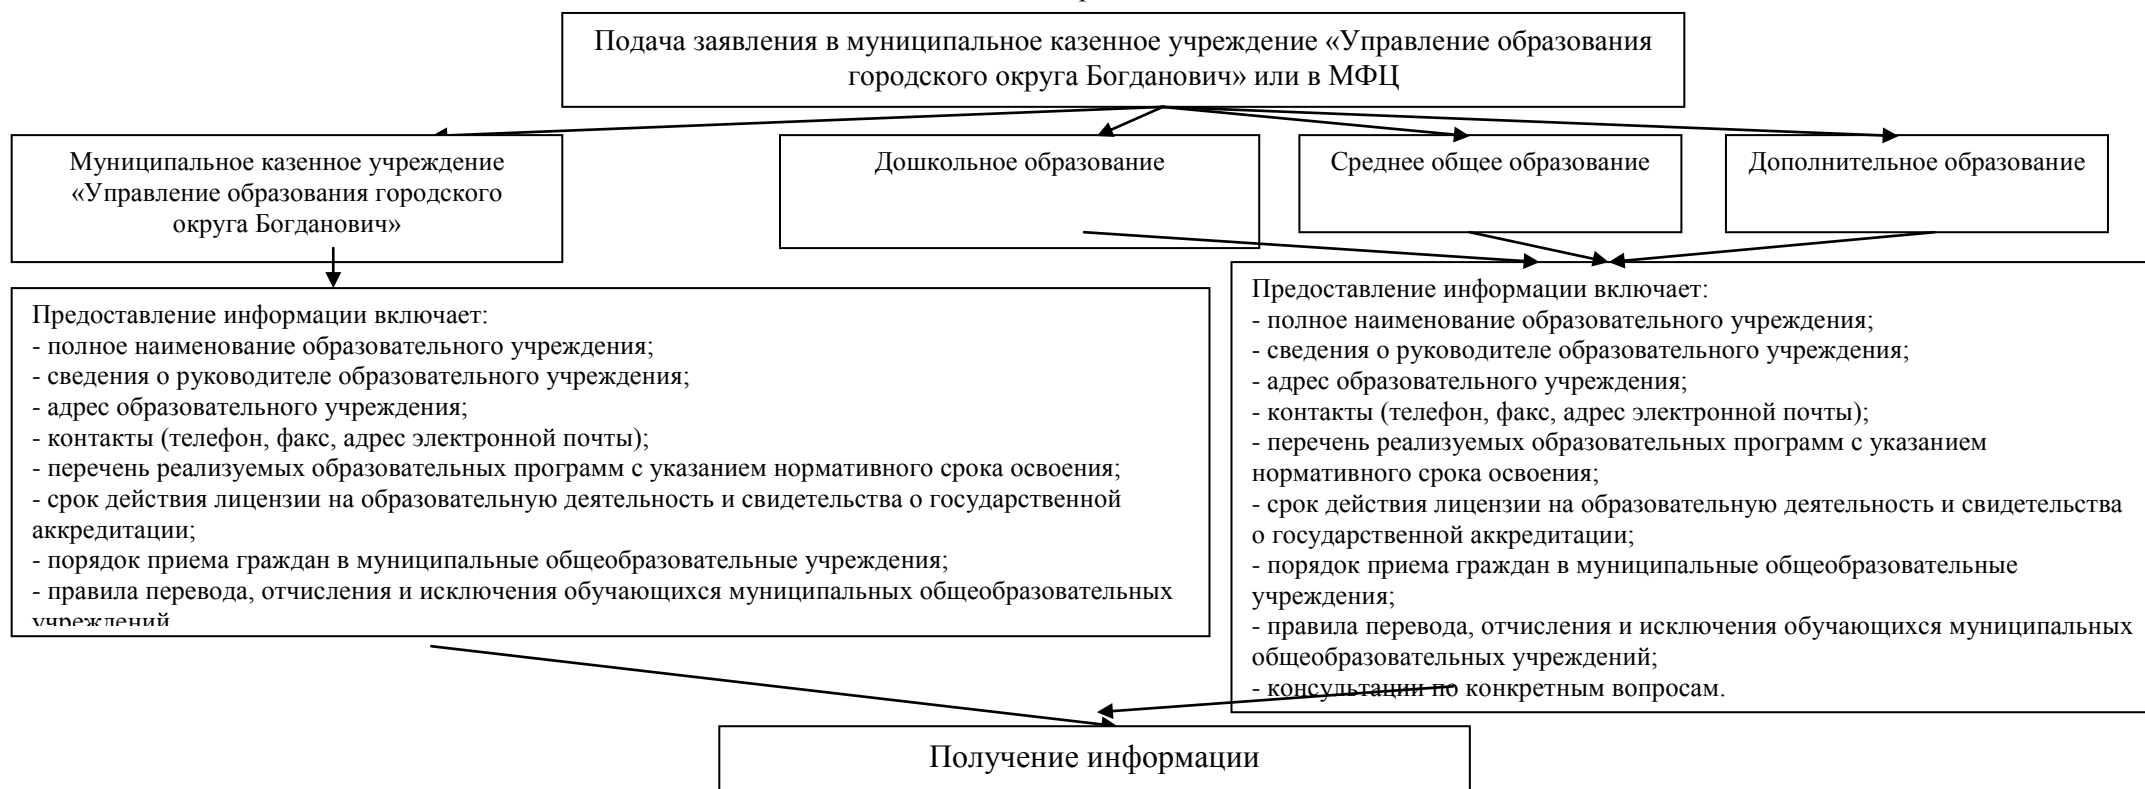 Подача заявления в муниципальное казенное учреждение «Управление образования
городского округа Богданович» или в МФЦ
Муниципальное казенное учреждение
«Управление образования городского
округа Богданович»
Дошкольное образование
Среднее общее образование
Дополнительное образование
Предоставление информации включает:
- полное наименование образовательного учреждения;
- сведения о руководителе образовательного учреждения;
- адрес образовательного учреждения;
- контакты (телефон, факс, адрес электронной почты);
- перечень реализуемых образовательных программ с указанием нормативного срока освоения;
- срок действия лицензии на образовательную деятельность и свидетельства о государственной
аккредитации;
- порядок приема граждан в муниципальные общеобразовательные учреждения;
- правила перевода, отчисления и исключения обучающихся муниципальных общеобразовательных
учреждений
Предоставление информации включает:
- полное наименование образовательного учреждения;
- сведения о руководителе образовательного учреждения;
- адрес образовательного учреждения;
- контакты (телефон, факс, адрес электронной почты);
- перечень реализуемых образовательных программ с указанием
нормативного срока освоения;
- срок действия лицензии на образовательную деятельность и свидетельства
о государственной аккредитации;
- порядок приема граждан в муниципальные общеобразовательные
учреждения;
- правила перевода, отчисления и исключения обучающихся муниципальных
общеобразовательных учреждений;
- консультации по конкретным вопросам.
Получение информации